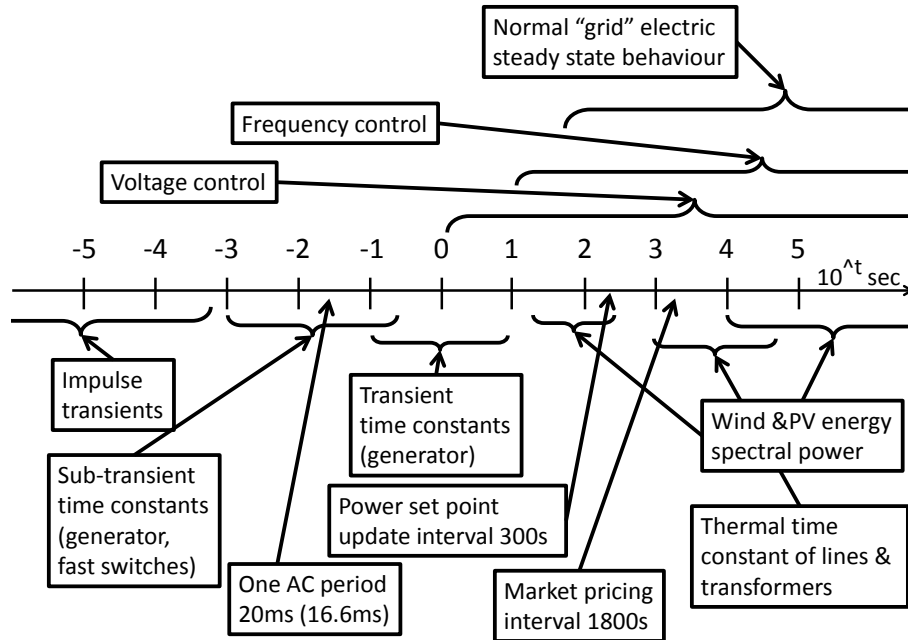 Normal “grid” electric
steady state behaviour
Frequency control
Voltage control
-5 -4 -3 -2 -1 0 1 2 3 4 5
10^t sec
Impulse
transients
Sub-transient
time constants
(generator,
fast switches)
One AC period
20ms (16.6ms)
Transient
time constants
(generator)
Power set point
update interval 300s
Market pricing
interval 1800s
Wind &PV energy
spectral power
Thermal time
constant of lines &
transformers